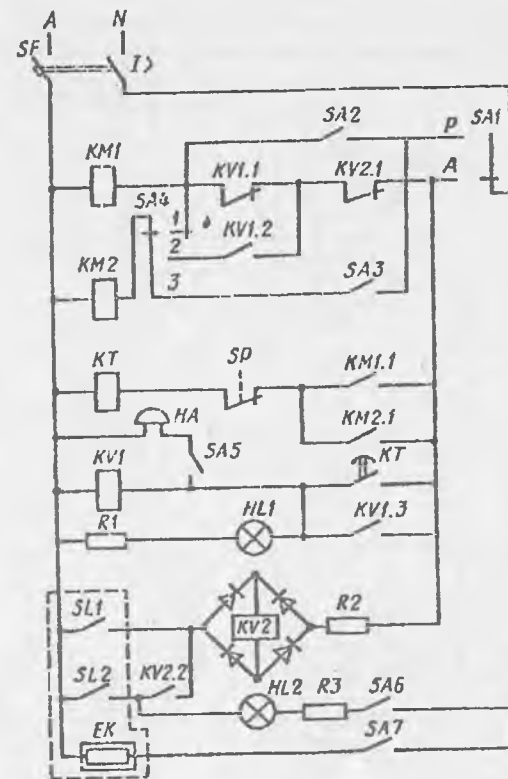 A N
SF I>
SA2 P SA1
KM1 KV1.1 KV2.1 A
SA4 1
2 KV1.2
KM2 3 SA3
KT SP KM1.1
HA KM2.1
SA5
KV1 KT
R1 HL1 KV1.3
SL1 KV2 R2
SL2 KV2.2 HL2 R3 SA6
EK SA7